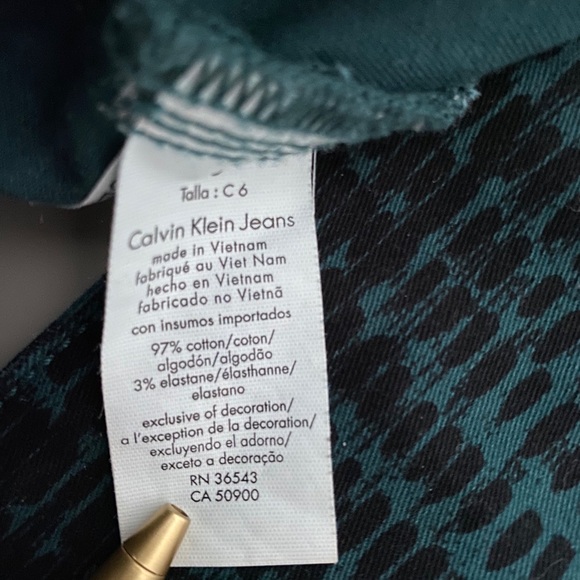 Talla : C 6
Calvin Klein Jeans
made in Vietnam
fabriqué au Viet Nam
hecho en Vietnam
fabricado no Vietnã
con insumos importados
97% cotton/coton/
algodón/algodão
3% elastane/élasthanne/
elastano
exclusive of decoration/
a l'exception de la decoration/
excluyendo el adorno/
exceto a decoração
RN 36543
CA 50900